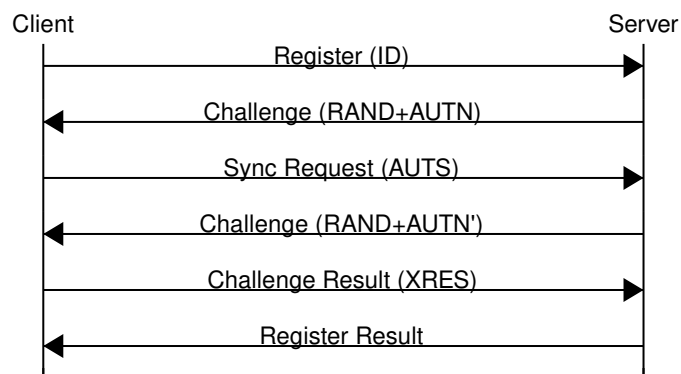 Client Server
Register (ID)
Challenge (RAND+AUTN)
Sync Request (AUTS)
Challenge (RAND+AUTN')
Challenge Result (XRES)
Register Result